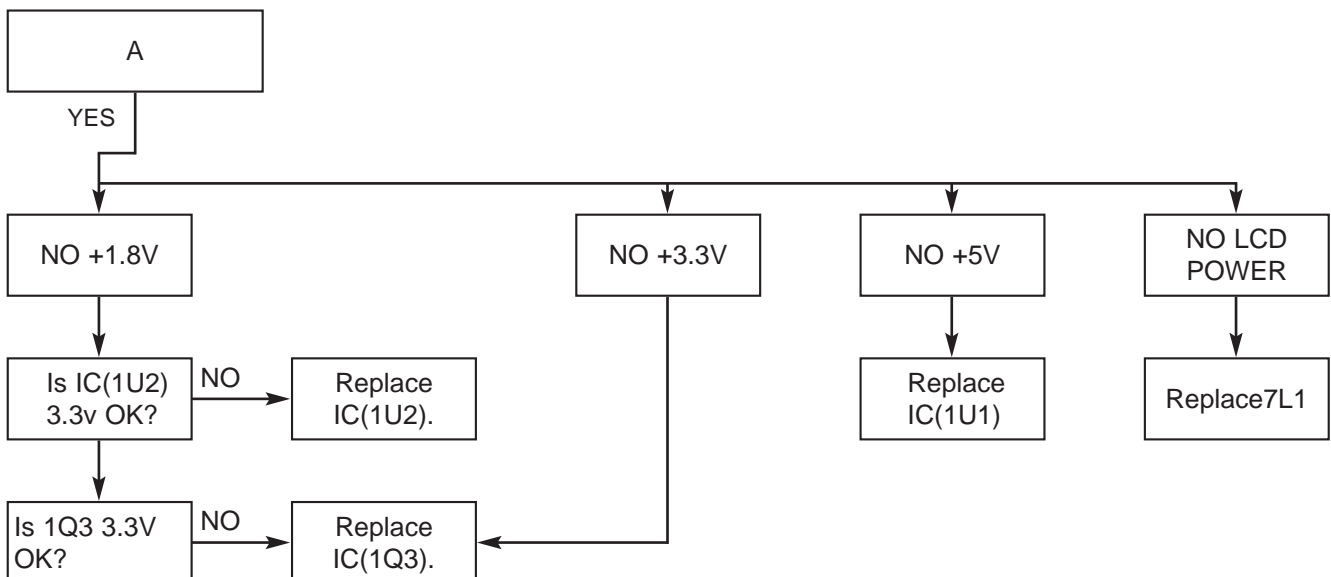 A
YES
NO +1.8V
NO +3.3V
NO +5V
NO LCD
POWER
Is IC(1U2)
3.3v OK?
NO
Replace
IC(1U2).
Replace
IC(1U1)
Replace7L1
Is 1Q3 3.3V
OK?
NO
Replace
IC(1Q3).